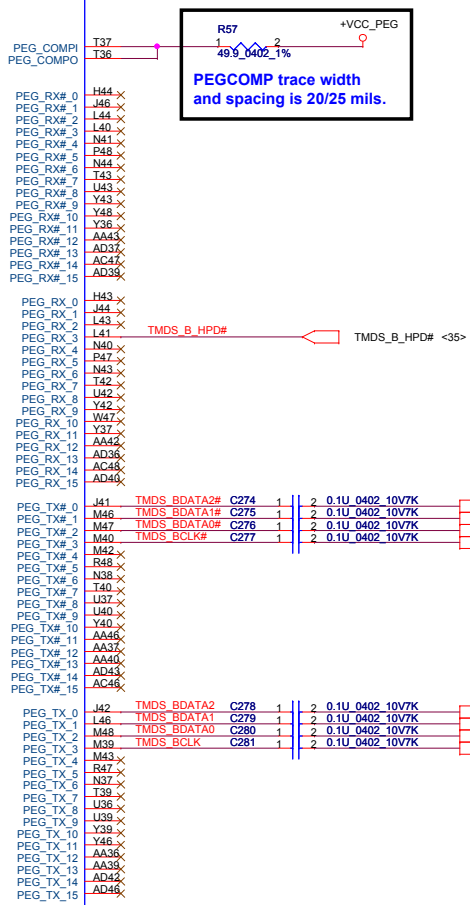 R57
+VCC_PEG
PEG_COMPI T37 1 2
PEG_COMPO T36 49.9_0402_1%
PEGCOMP trace width
and spacing is 20/25 mils.
PEG_RX#_0 H44
PEG_RX#_1 J46
PEG_RX#_2 L44
PEG_RX#_3 L40
PEG_RX#_4 N41
PEG_RX#_5 P48
PEG_RX#_6 N44
PEG_RX#_7 T43
PEG_RX#_8 U43
PEG_RX#_9 Y43
PEG_RX#_10 Y48
PEG_RX#_11 Y36
PEG_RX#_12 AA43
PEG_RX#_13 AD37
PEG_RX#_14 AC47
PEG_RX#_15 AD39
PEG_RX_0 H43
PEG_RX_1 J44
PEG_RX_2 L43
PEG_RX_3 L41 TMDS_B_HPD# TMDS_B_HPD# <35>
PEG_RX_4 N40
PEG_RX_5 P47
PEG_RX_6 N43
PEG_RX_7 T42
PEG_RX_8 U42
PEG_RX_9 Y42
PEG_RX_10 W47
PEG_RX_11 Y37
PEG_RX_12 AA42
PEG_RX_13 AD36
PEG_RX_14 AC48
PEG_RX_15 AD40
PEG_TX#_0 J41 TMDS_BDATA2# C274 1 2 0.1U_0402_10V7K
PEG_TX#_1 M46 TMDS_BDATA1# C275 1 2 0.1U_0402_10V7K
PEG_TX#_2 M47 TMDS_BDATA0# C276 1 2 0.1U_0402_10V7K
PEG_TX#_3 M40 TMDS_BCLK# C277 1 2 0.1U_0402_10V7K
PEG_TX#_4 M42
PEG_TX#_5 R48
PEG_TX#_6 N38
PEG_TX#_7 T40
PEG_TX#_8 U37
PEG_TX#_9 U40
PEG_TX#_10 Y40
PEG_TX#_11 AA46
PEG_TX#_12 AA37
PEG_TX#_13 AA40
PEG_TX#_14 AD43
PEG_TX#_15 AC46
PEG_TX_0 J42 TMDS_BDATA2 C278 1 2 0.1U_0402_10V7K
PEG_TX_1 L46 TMDS_BDATA1 C279 1 2 0.1U_0402_10V7K
PEG_TX_2 M48 TMDS_BDATA0 C280 1 2 0.1U_0402_10V7K
PEG_TX_3 M39 TMDS_BCLK C281 1 2 0.1U_0402_10V7K
PEG_TX_4 M43
PEG_TX_5 R47
PEG_TX_6 N37
PEG_TX_7 T39
PEG_TX_8 U36
PEG_TX_9 U39
PEG_TX_10 Y39
PEG_TX_11 Y46
PEG_TX_12 AA36
PEG_TX_13 AA39
PEG_TX_14 AD42
PEG_TX_15 AD46